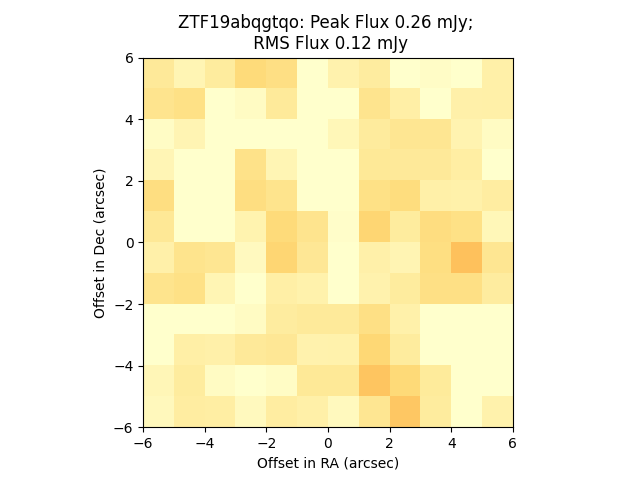 ZTF19abqgtqo: Peak Flux 0.26 mJy;
RMS Flux 0.12 mJy
6
4
2
0
−2
−4
−6
Offset in Dec (arcsec)
−6 −4 −2 0 2 4 6
Offset in RA (arcsec)